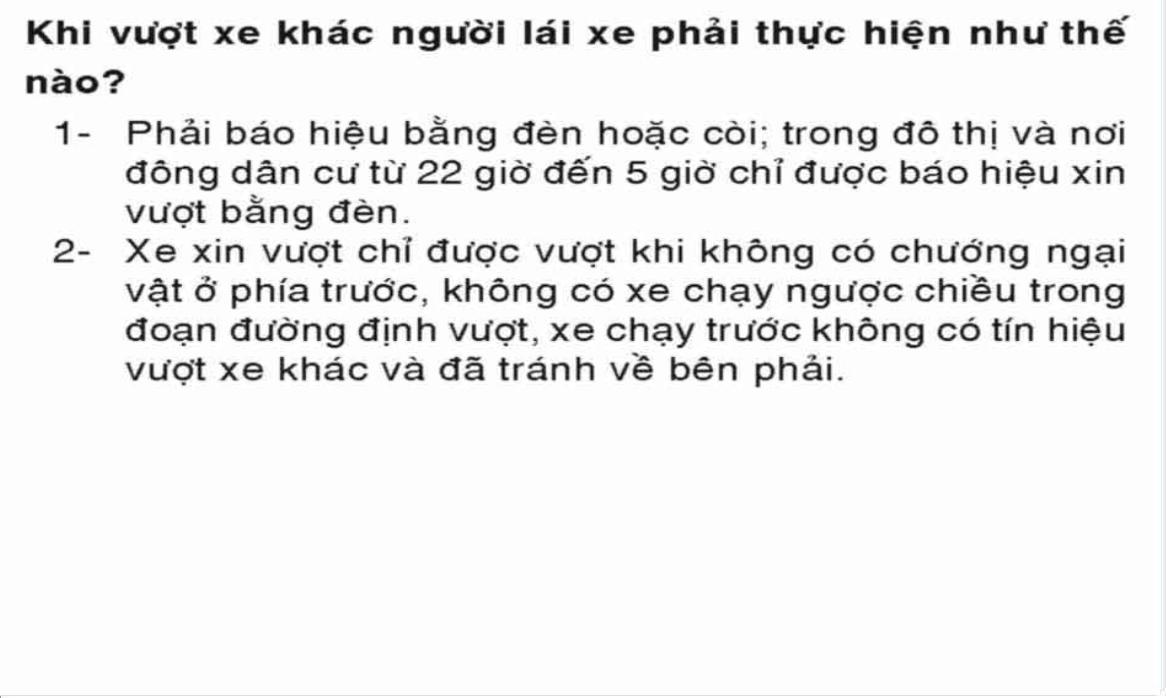 Khi vượt xe khác người lái xe phải thực hiện như thế
nào?
1- Phải báo hiệu bằng đèn hoặc còi; trong đô thị và nơi
đông dân cư từ 22 giờ đến 5 giờ chỉ được báo hiệu xin
vượt bằng đèn.
2- Xe xin vượt chỉ được vượt khi không có chướng ngại
vật ở phía trước, không có xe chạy ngược chiều trong
đoạn đường định vượt, xe chạy trước không có tín hiệu
vượt xe khác và đã tránh về bên phải.